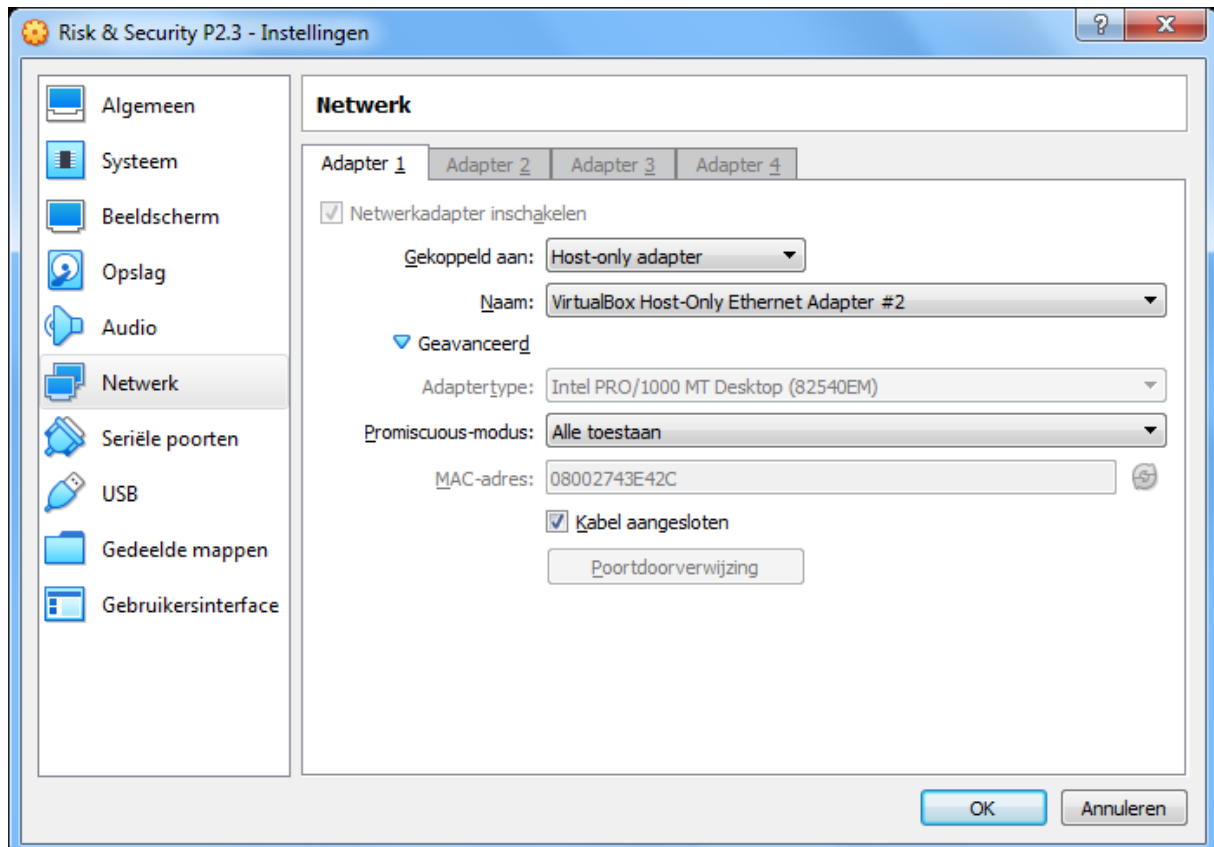 Risk & Security P2.3 - Instellingen
?
X
Algemeen
Systeem
Beeldscherm
Opslag
Audio
Netwerk
Seriële poorten
USB
Gedeelde mappen
Gebruikersinterface
Netwerk
Adapter 1 Adapter 2 Adapter 3 Adapter 4
Netwerkadapter inschakelen
Gekoppeld aan: Host-only adapter
Naam: VirtualBox Host-Only Ethernet Adapter #2
Geavanceerd
Adaptertype: Intel PRO/1000 MT Desktop (82540EM)
Promiscuous-modus: Alle toestaan
MAC-adres: 08002743E42C
Kabel aangesloten
Poortdoorverwijzing
OK Annuleren